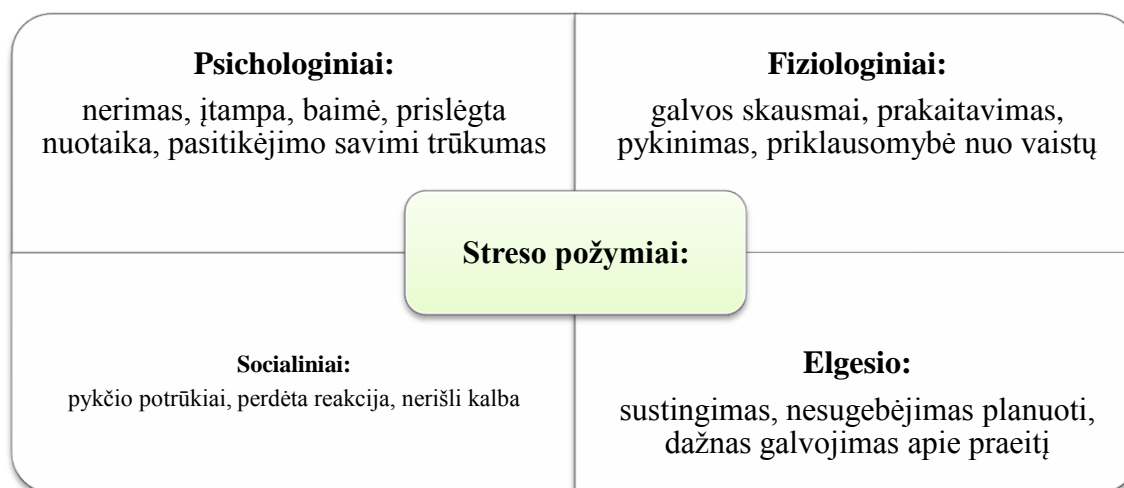 Psichologiniai:
nerimas, įtampa, baimė, prislėgta
nuotaika, pasitikėjimo savimi trūkumas
Fiziologiniai:
galvos skausmai, prakaitavimas,
pykinimas, priklausomybė nuo vaistų
Streso požymiai:
Socialiniai:
pykčio potrūkiai, perdėta reakcija, nerišli kalba
Elgesio:
sustingimas, nesugebėjimas planuoti,
dažnas galvojimas apie praeitį